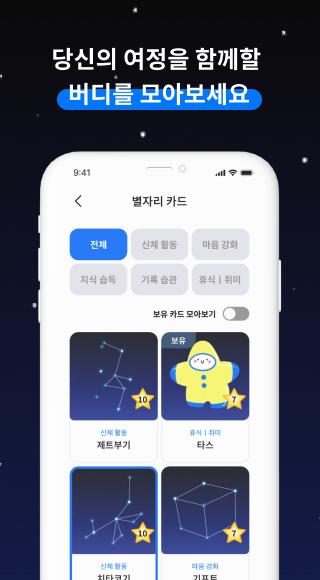 당신의 여정을 함께할
버디를 모아보세요
9:41
별자리 카드
전체
신체 활동
마음 강화
지식 습득
기록 습관
휴식ㅣ취미
보유 카드 모아보기
보유
10
7
신체 활동
제트부기
휴식ㅣ취미
타스
10
7
신체 활동
치타코기
마음 강화
기프트